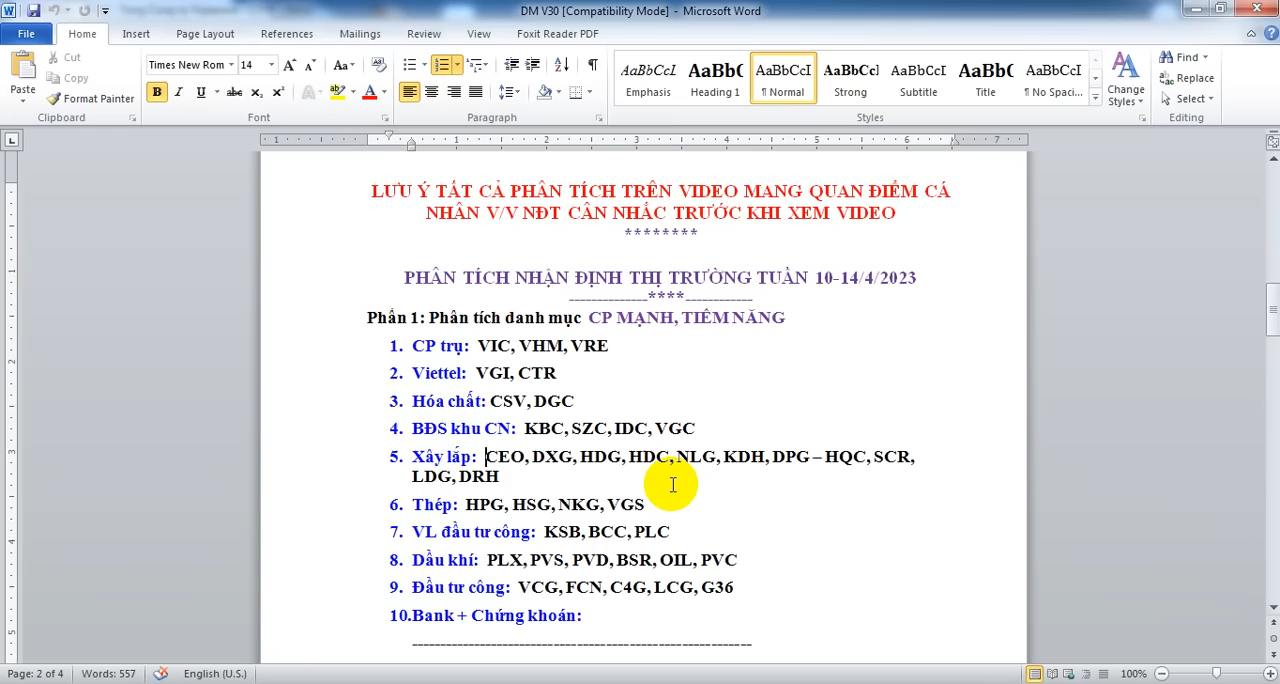 DM V30 [Compatibility Mode] - Microsoft Word
File Home Insert Page Layout References Mailings Review View Foxit Reader PDF
Paste
Cut
Copy
Format Painter
Clipboard
Times New Rom 14
Font
Paragraph
AaBbCcI AaBb( AaBbCcI AaBbCc] AaBbCcI AaBb( AaBbCcI
Emphasis Heading 1 ¶ Normal Strong Subtitle Title ¶ No Spaci...
Change Styles
Styles
Find
Replace
Select
Editing
LƯU Ý TẤT CẢ PHÂN TÍCH TRÊN VIDEO MANG QUAN ĐIỂM CÁ
NHÂN V/V NĐT CÂN NHẮC TRƯỚC KHI XEM VIDEO
********
PHÂN TÍCH NHẬN ĐỊNH THỊ TRƯỜNG TUẦN 10-14/4/2023
--------------****------------
Phần 1: Phân tích danh mục CP MẠNH, TIỀM NĂNG
1. CP trụ: VIC, VHM, VRE
2. Viettel: VGI, CTR
3. Hóa chất: CSV, DGC
4. BĐS khu CN: KBC, SZC, IDC, VGC
5. Xây lắp: CEO, DXG, HDG, HDC, NLG, KDH, DPG – HQC, SCR,
LDG, DRH
6. Thép: HPG, HSG, NKG, VGS
7. VL đầu tư công: KSB, BCC, PLC
8. Dầu khí: PLX, PVS, PVD, BSR, OIL, PVC
9. Đầu tư công: VCG, FCN, C4G, LCG, G36
10.Bank + Chứng khoán:
Page: 2 of 4 Words: 557 English (U.S.) 100%